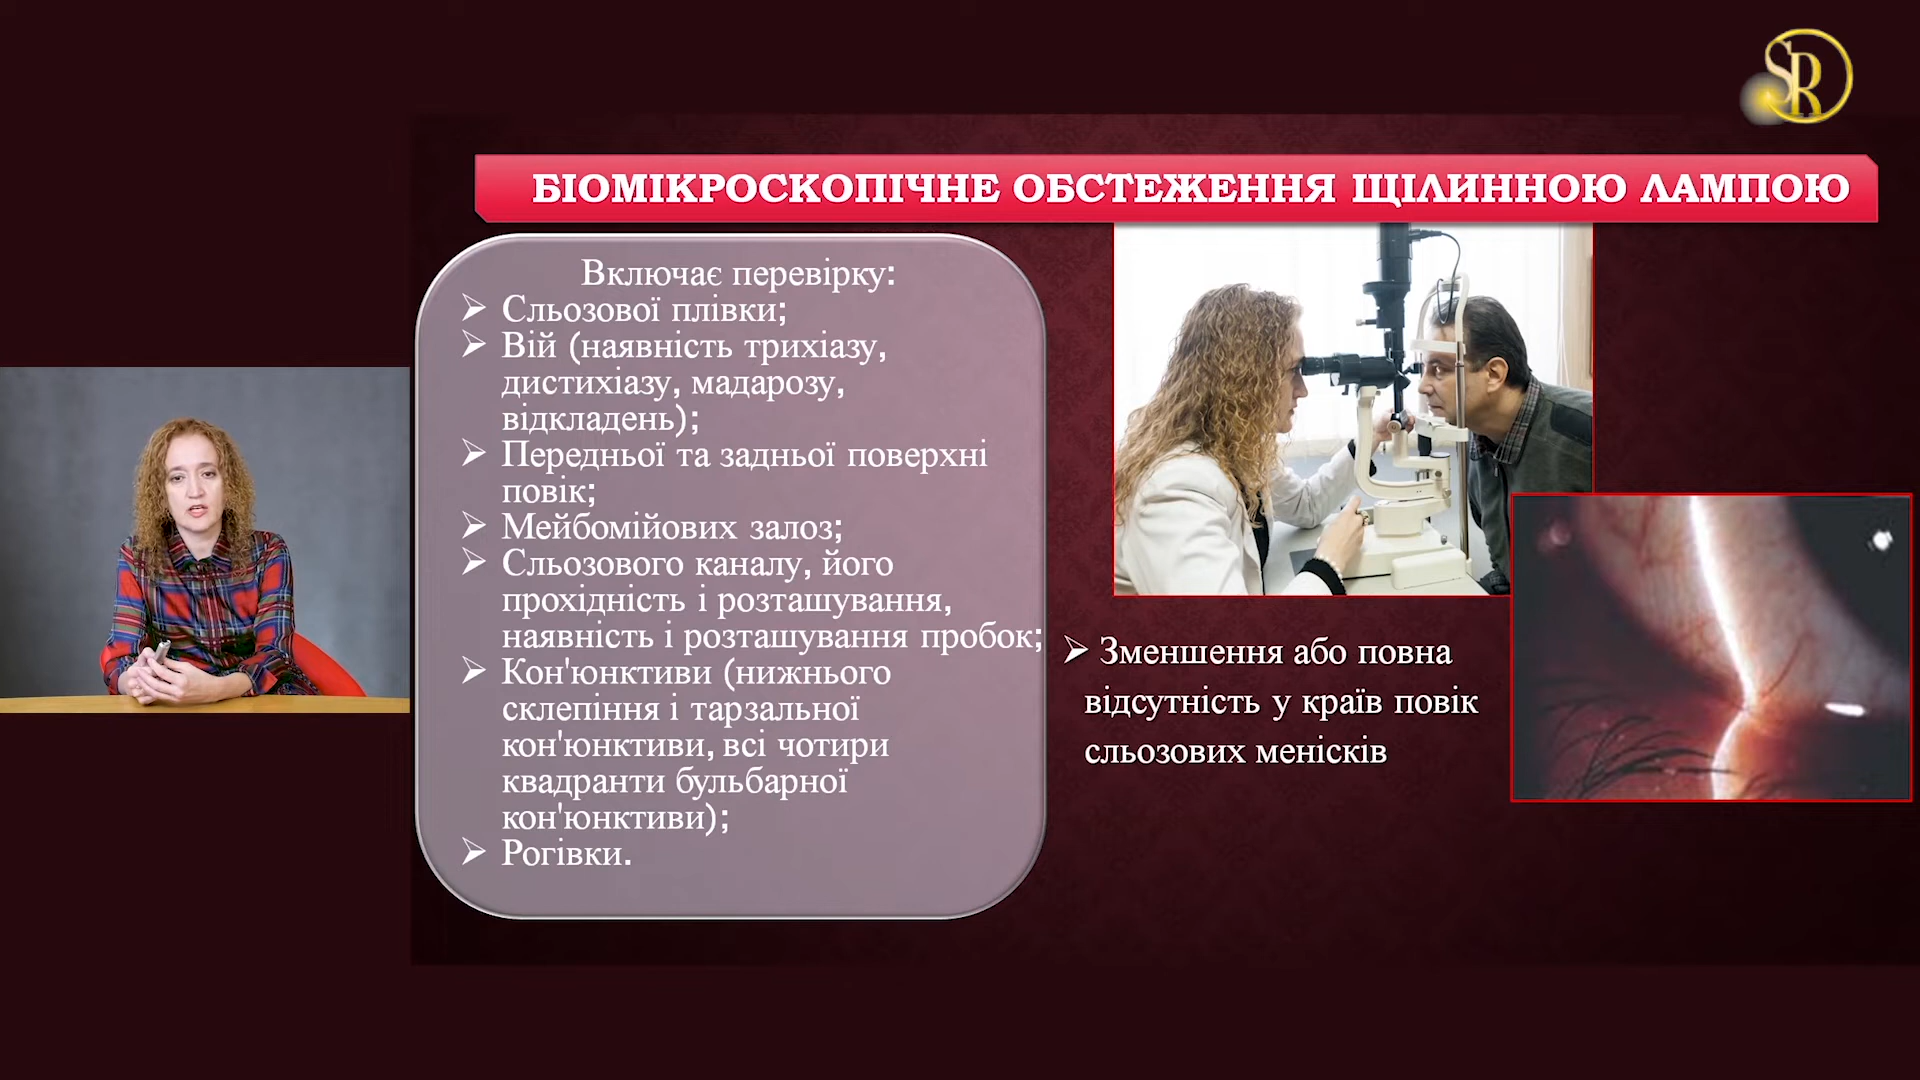 SR
БІОМІКРОСКОПІЧНЕ ОБСТЕЖЕННЯ ЩІЛИННОЮ ЛАМПОЮ
Включає перевірку:
➢ Сльозової плівки;
➢ Вій (наявність трихіазу,
дистихіазу, мадарозу,
відкладень);
➢ Передньої та задньої поверхні
повік;
➢ Мейбомійових залоз;
➢ Сльозового каналу, його
прохідність і розташування,
наявність і розташування пробок;
➢ Кон'юнктиви (нижнього
склепіння і тарзальної
кон'юнктиви, всі чотири
квадранти бульбарної
кон'юнктиви);
➢ Рогівки.
➢ Зменшення або повна
відсутність у країв повік
сльозових менісків